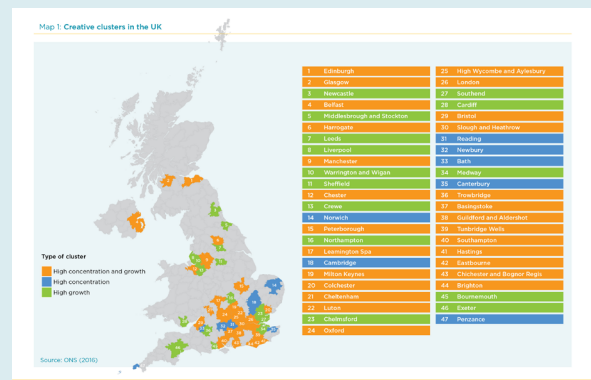 Map 1: Creative clusters in the UK
1 Edinburgh
2 Glasgow
3 Newcastle
4 Belfast
5 Middlesbrough and Stockton
6 Harrogate
7 Leeds
8 Liverpool
9 Manchester
10 Warrington and Wigan
11 Sheffield
12 Chester
13 Crewe
14 Norwich
15 Peterborough
16 Northampton
17 Leamington Spa
18 Cambridge
19 Milton Keynes
20 Colchester
21 Cheltenham
22 Luton
23 Chelmsford
24 Oxford
25 High Wycombe and Aylesbury
26 London
27 Southend
28 Cardiff
29 Bristol
30 Slough and Heathrow
31 Reading
32 Newbury
33 Bath
34 Medway
35 Canterbury
36 Trowbridge
37 Basingstoke
38 Guildford and Aldershot
39 Tunbridge Wells
40 Southampton
41 Hastings
42 Eastbourne
43 Chichester and Bognor Regis
44 Brighton
45 Bournemouth
46 Exeter
47 Penzance
Type of cluster
High concentration and growth
High concentration
High growth
Source: ONS (2016)